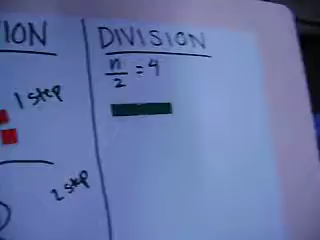 ION
1 step
2 step
DIVISION
n/2 = 4